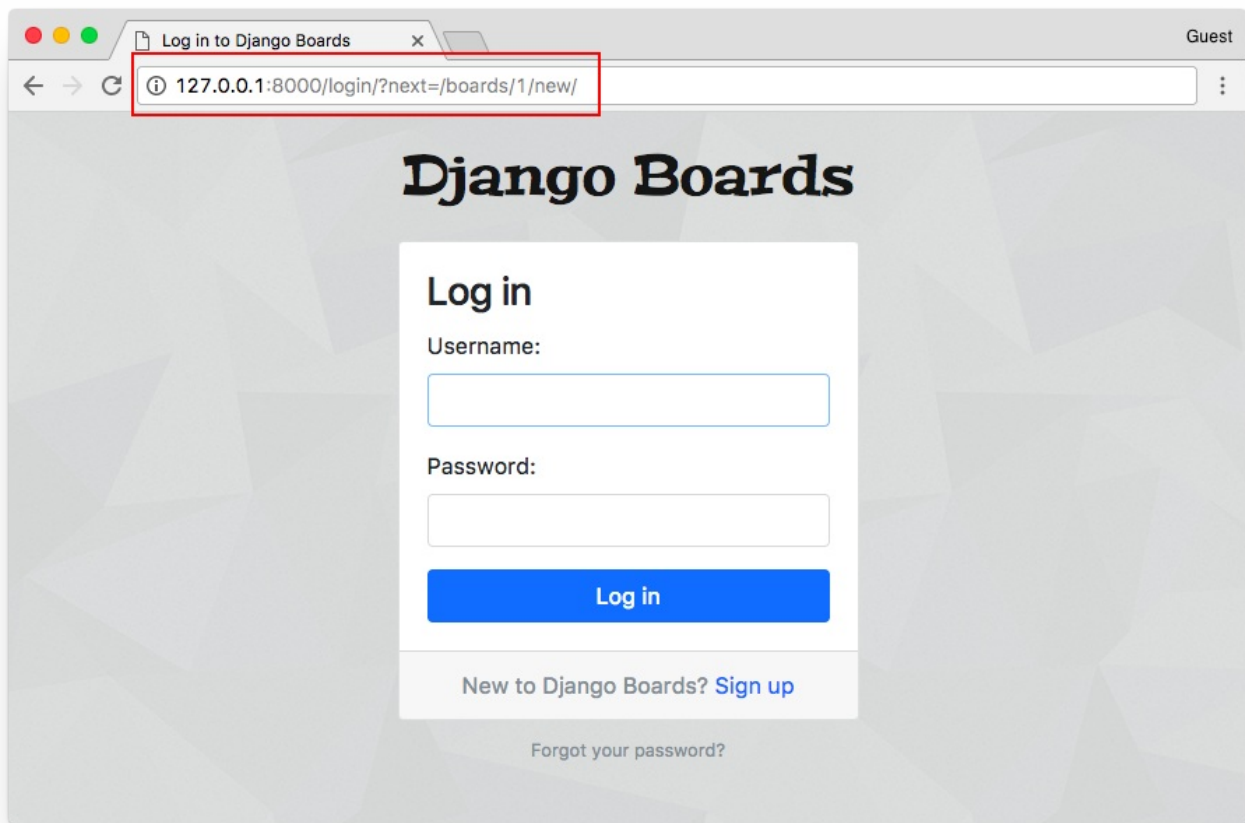 Log in to Django Boards
Guest
127.0.0.1:8000/login/?next=/boards/1/new/
Django Boards
Log in
Username:
Password:
Log in
New to Django Boards? Sign up
Forgot your password?